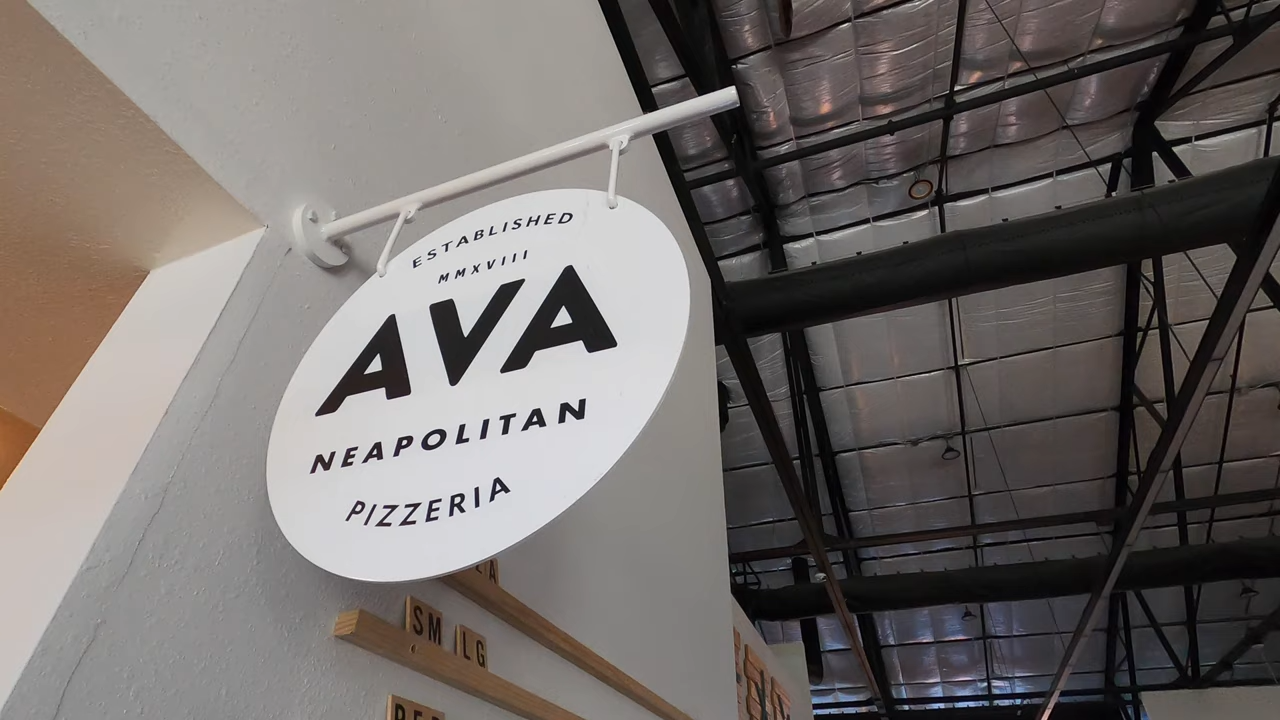 ESTABLISHED
MMXVIII
AVA
NEAPOLITAN
PIZZERIA
SM LG